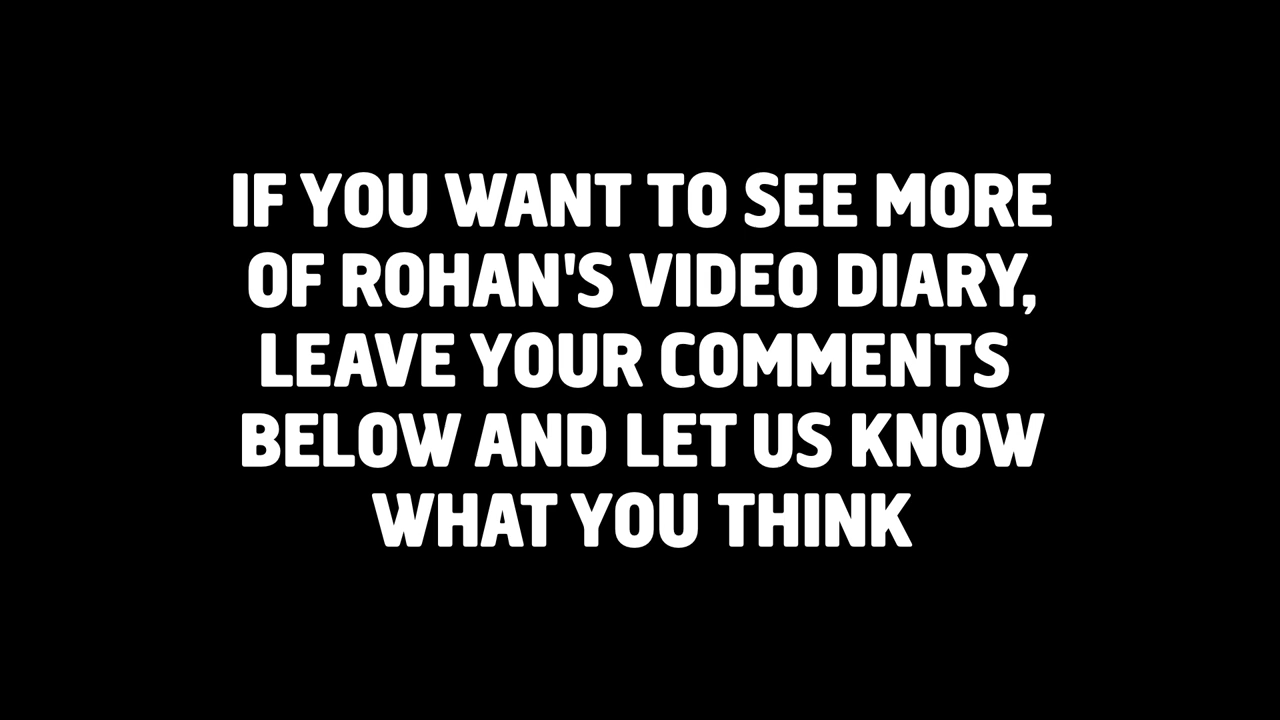 IF YOU WANT TO SEE MORE
OF ROHAN'S VIDEO DIARY,
LEAVE YOUR COMMENTS
BELOW AND LET US KNOW
WHAT YOU THINK